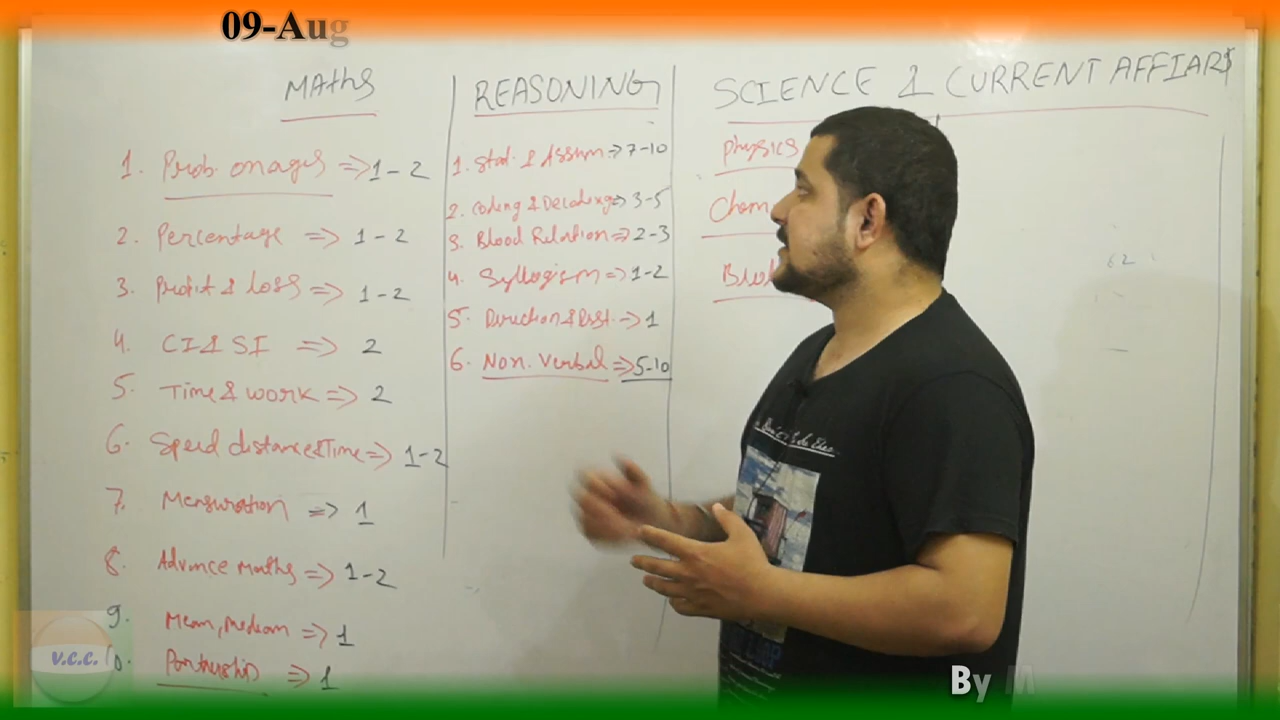 09-Aug
MATHS
1. Prob. on ages => 1-2
2. Percentage => 1-2
3. Profit & loss => 1-2
4. CI & SI => 2
5. Time & work => 2
6. Speed distance & Time => 1-2
7. Mensuration => 1
8. Advance maths => 1-2
9. Mean, median => 1
10. Partnership => 1
REASONING
1. Stat. & Assum. => 7-10
2. Coding & Decoding => 3-5
3. Blood Relation => 2-3
4. Syllogism => 1-2
5. Direction & Dist. => 1
6. Non. Verbal => 5-10
SCIENCE & CURRENT AFFIARS
Physics
Chem
62
V.C.C.
By M